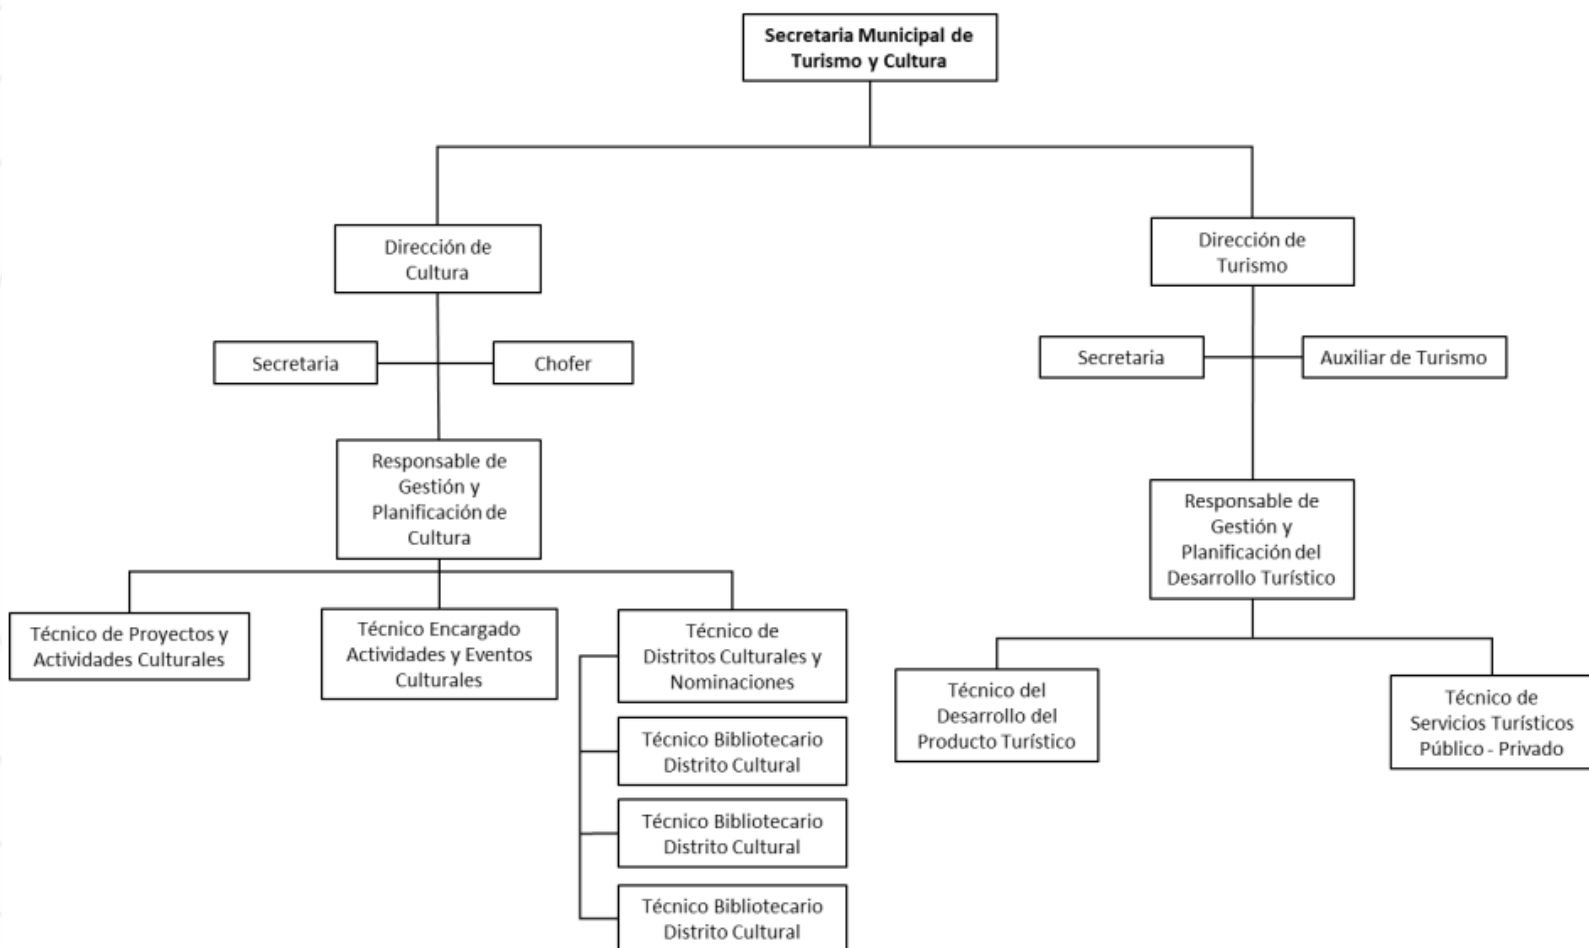 Secretaria Municipal de
Turismo y Cultura
Dirección de
Cultura
Dirección de
Turismo
Secretaria
Chofer
Secretaria
Auxiliar de Turismo
Responsable de
Gestión y
Planificación de
Cultura
Responsable de
Gestión y
Planificación del
Desarrollo Turístico
Técnico de Proyectos y
Actividades Culturales
Técnico Encargado
Actividades y Eventos
Culturales
Técnico de
Distritos Culturales y
Nominaciones
Técnico Bibliotecario
Distrito Cultural
Técnico Bibliotecario
Distrito Cultural
Técnico Bibliotecario
Distrito Cultural
Técnico del
Desarrollo del
Producto Turístico
Técnico de
Servicios Turísticos
Público - Privado